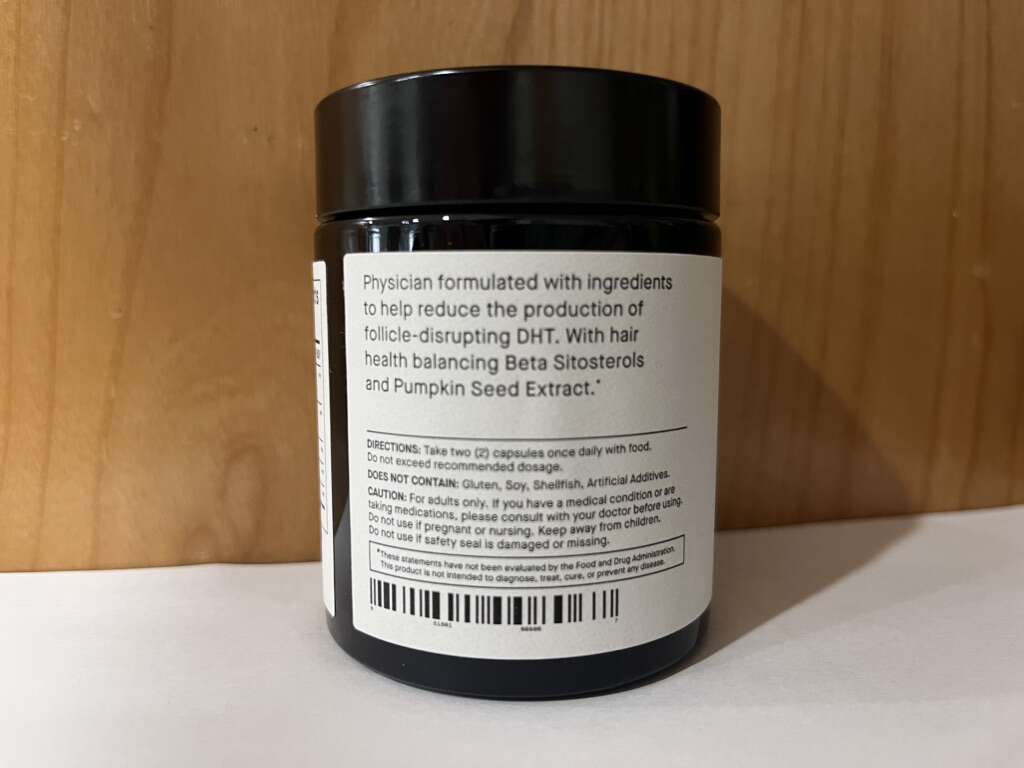 Physician formulated with ingredients
to help reduce the production of
follicle-disrupting DHT. With hair
health balancing Beta Sitosterols
and Pumpkin Seed Extract.*
DIRECTIONS: Take two (2) capsules once daily with food.
Do not exceed recommended dosage.
DOES NOT CONTAIN: Gluten, Soy, Shellfish, Artificial Additives.
CAUTION: For adults only. If you have a medical condition or are
taking medications, please consult with your doctor before using.
Do not use if pregnant or nursing. Keep away from children.
Do not use if safety seal is damaged or missing.
*These statements have not been evaluated by the Food and Drug Administration.
This product is not intended to diagnose, treat, cure, or prevent any disease.